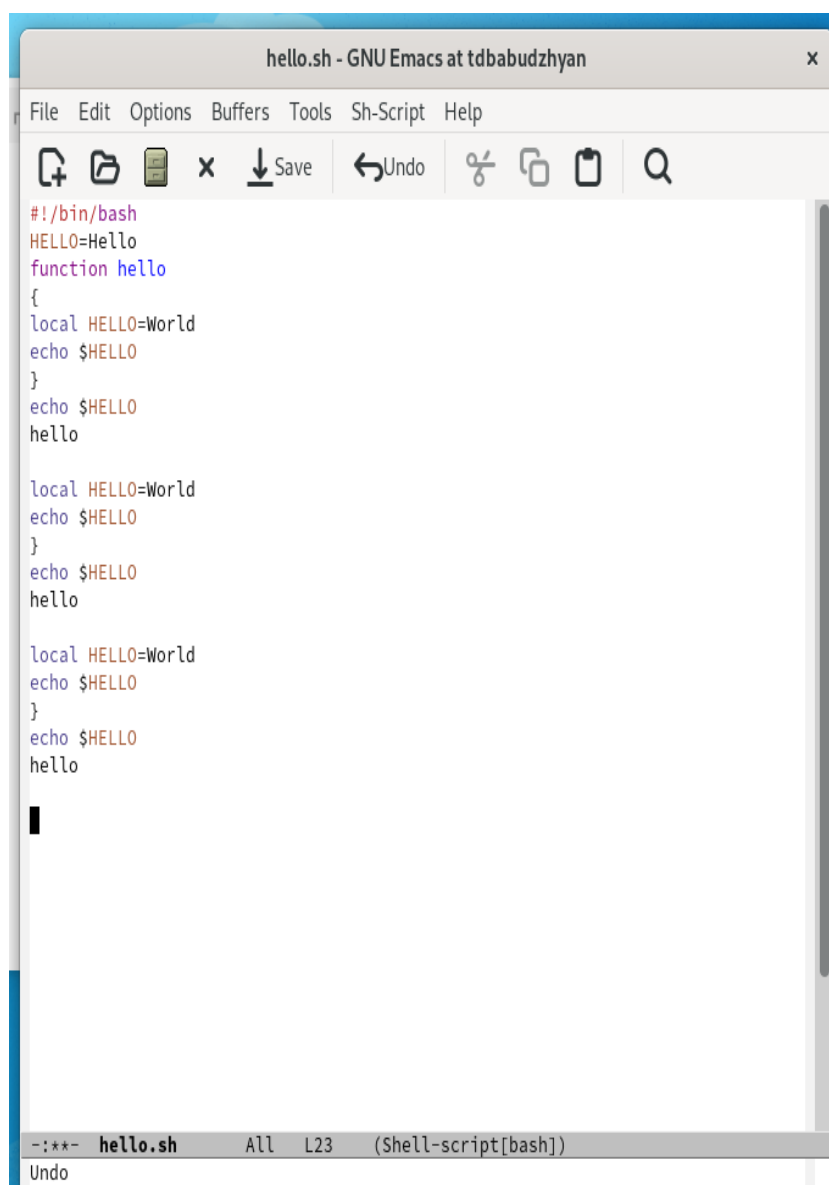 hello.sh - GNU Emacs at tdbabudzhyan x
File Edit Options Buffers Tools Sh-Script Help
Save Undo
#!/bin/bash
HELLO=Hello
function hello
{
local HELLO=World
echo $HELLO
}
echo $HELLO
hello

local HELLO=World
echo $HELLO
}
echo $HELLO
hello

local HELLO=World
echo $HELLO
}
echo $HELLO
hello

-:**- hello.sh All L23 (Shell-script[bash])
Undo